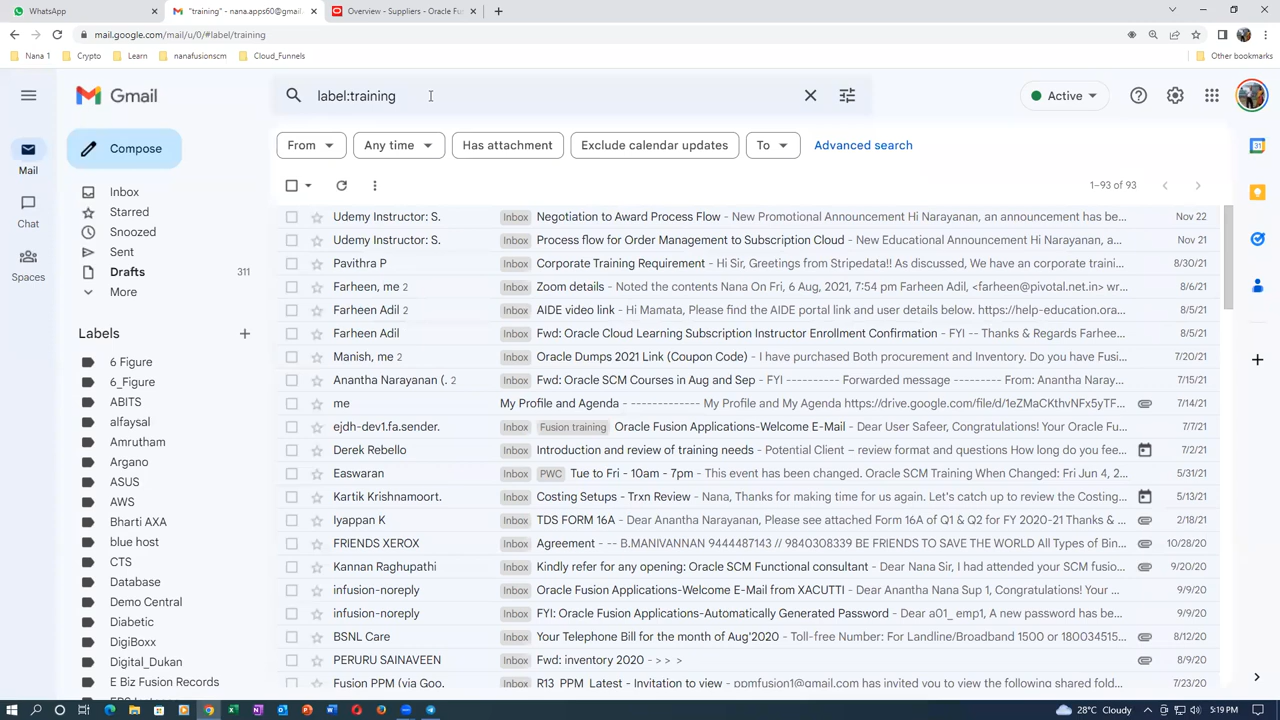 WhatsApp
"training" - nana.apps60@gmail.
Overview - Suppliers - Oracle Fus
mail.google.com/mail/u/0/#label/training
Nana 1
Crypto
Learn
nanafusionscm
Cloud_Funnels
Other bookmarks
Gmail
label:training
Active
Compose
Mail
Chat
Spaces
Inbox
Starred
Snoozed
Sent
Drafts 311
More
Labels
6 Figure
6_Figure
ABITS
alfaysal
Amrutham
Argano
ASUS
AWS
Bharti AXA
blue host
CTS
Database
Demo Central
Diabetic
DigiBoxx
Digital_Dukan
E Biz Fusion Records
From Any time Has attachment Exclude calendar updates To Advanced search
1–93 of 93
Udemy Instructor: S. Inbox Negotiation to Award Process Flow - New Promotional Announcement Hi Narayanan, an announcement has be... Nov 22
Udemy Instructor: S. Inbox Process flow for Order Management to Subscription Cloud - New Educational Announcement Hi Narayanan, a... Nov 21
Pavithra P Inbox Corporate Training Requirement - Hi Sir, Greetings from Stripedata!! As discussed, We have an corporate traini... 8/30/21
Farheen, me 2 Inbox Zoom details - Noted the contents Nana On Fri, 6 Aug, 2021, 7:54 pm Farheen Adil, <farheen@pivotal.net.in> wr... 8/6/21
Farheen Adil 2 Inbox AIDE video link - Hi Mamata, Please find the AIDE portal link and user details below. https://help-education.ora... 8/5/21
Farheen Adil Inbox Fwd: Oracle Cloud Learning Subscription Instructor Enrollment Confirmation - FYI -- Thanks & Regards Farhee... 8/5/21
Manish, me 2 Inbox Oracle Dumps 2021 Link (Coupon Code) - I have purchased Both procurement and Inventory. Do you have Fusi... 7/20/21
Anantha Narayanan (. 2 Inbox Fwd: Oracle SCM Courses in Aug and Sep - FYI ---------- Forwarded message --------- From: Anantha Naray... 7/15/21
me My Profile and Agenda - ------------- My Profile and My Agenda https://drive.google.com/file/d/1eZMaCKthvNFx5yTF... 7/14/21
ejdh-dev1.fa.sender. Fusion training Oracle Fusion Applications-Welcome E-Mail - Dear User Safeer, Congratulations! Your Oracle Fu... 7/7/21
Derek Rebello Inbox Introduction and review of training needs - Potential Client – review format and questions How long do you fee... 7/2/21
Easwaran Inbox PWC Tue to Fri - 10am - 7pm - This event has been changed. Oracle SCM Training When Changed: Fri Jun 4, 2... 5/31/21
Kartik Krishnamoort. Inbox Costing Setups - Trxn Review - Nana, Thanks for making time for us again. Let's catch up to review the Costing... 5/13/21
Iyappan K Inbox TDS FORM 16A - Dear Anantha Narayanan, Please see attached Form 16A of Q1 & Q2 for FY 2020-21 Thanks &... 2/18/21
FRIENDS XEROX Inbox Agreement - -- B.MANIVANNAN 9444487143 // 9840308339 BE FRIENDS TO SAVE THE WORLD All Types of Bin... 10/28/20
Kannan Raghupathi Inbox Kindly refer for any opening: Oracle SCM Functional consultant - Dear Nana Sir, I had attended your SCM fusio... 9/20/20
infusion-noreply Inbox Oracle Fusion Applications-Welcome E-Mail from XACUTTI - Dear Anantha Nana Sup 1, Congratulations! Your ... 9/9/20
infusion-noreply Inbox FYI: Oracle Fusion Applications-Automatically Generated Password - Dear a01_emp1, A new password has be... 9/9/20
BSNL Care Inbox Your Telephone Bill for the month of Aug'2020 - Toll-free Number: For Landline/Broadband 1500 or 180034515... 8/12/20
PERURU SAINAVEEN Inbox Fwd: inventory 2020 - > > > 8/9/20
Fusion PPM (via Goo. Inbox R13_PPM_Latest - Invitation to view - ppmfusion1@gmail.com has invited you to view the following shared fold... 7/23/20
28°C Cloudy 5:19 PM